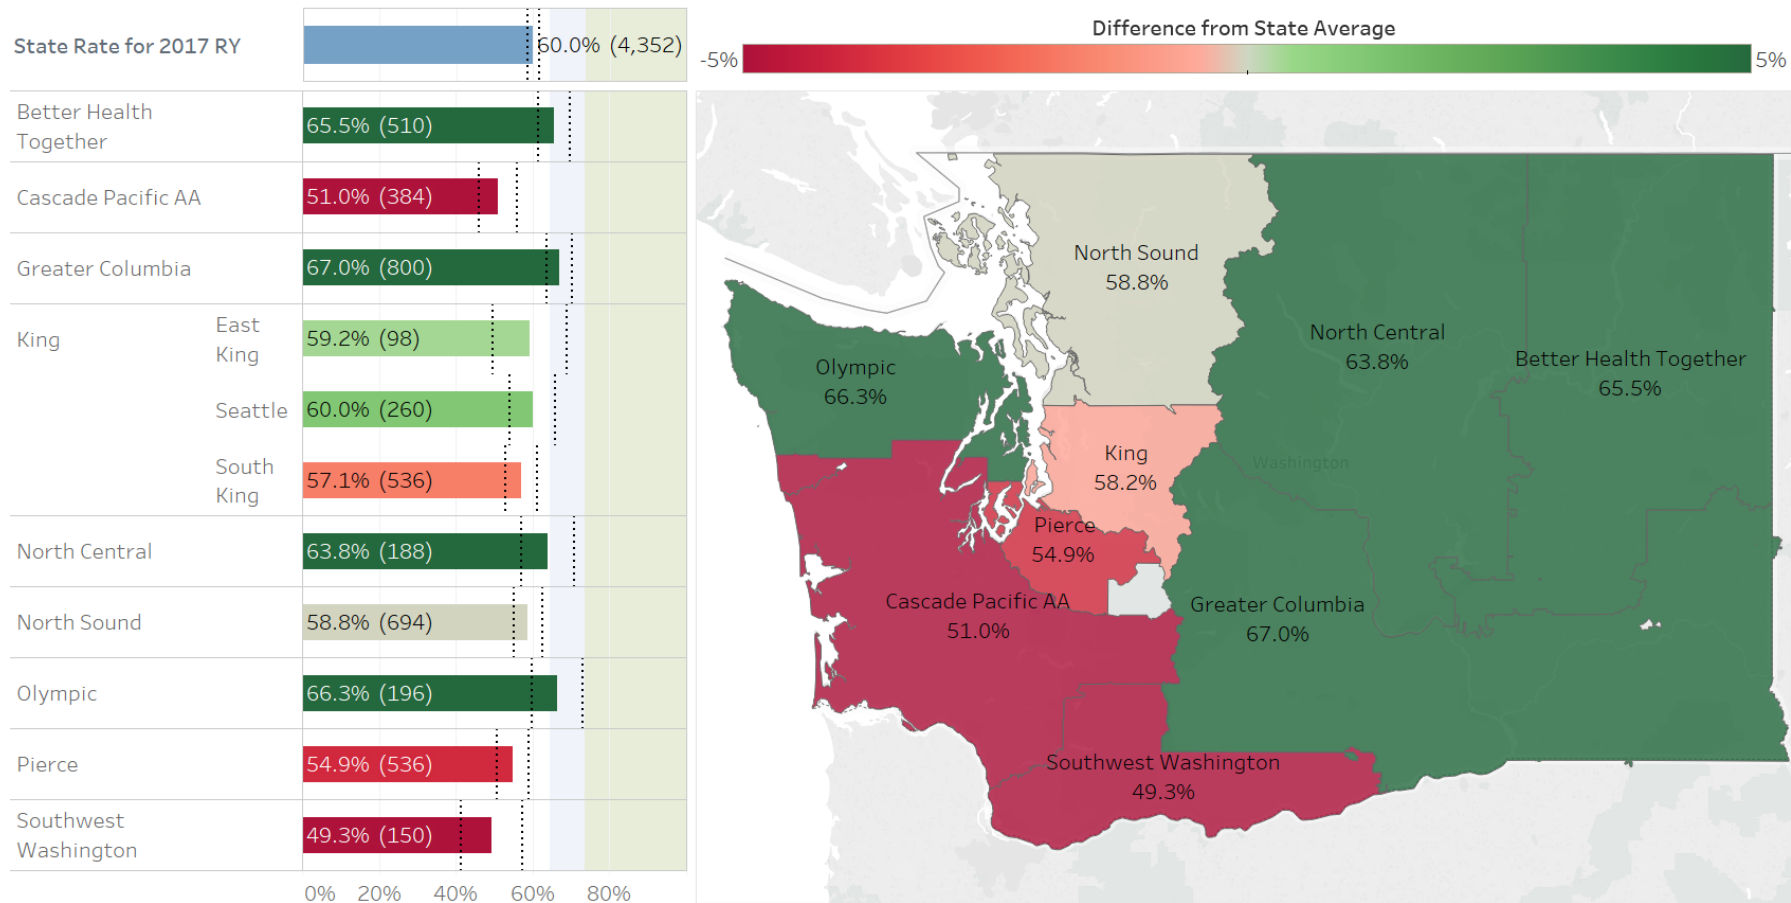 State Rate for 2017 RY
60.0% (4,352)
Difference from State Average
-5%
5%
Better Health
Together
65.5% (510)
Cascade Pacific AA
51.0% (384)
Greater Columbia
67.0% (800)
King
East
King
59.2% (98)
Seattle
60.0% (260)
South
King
57.1% (536)
North Central
63.8% (188)
North Sound
58.8% (694)
Olympic
66.3% (196)
Pierce
54.9% (536)
Southwest
Washington
49.3% (150)
0%
20%
40%
60%
80%
North Sound
58.8%
North Central
63.8%
Better Health Together
65.5%
Olympic
66.3%
King
58.2%
Washington
Pierce
54.9%
Cascade Pacific AA
51.0%
Greater Columbia
67.0%
Southwest Washington
49.3%